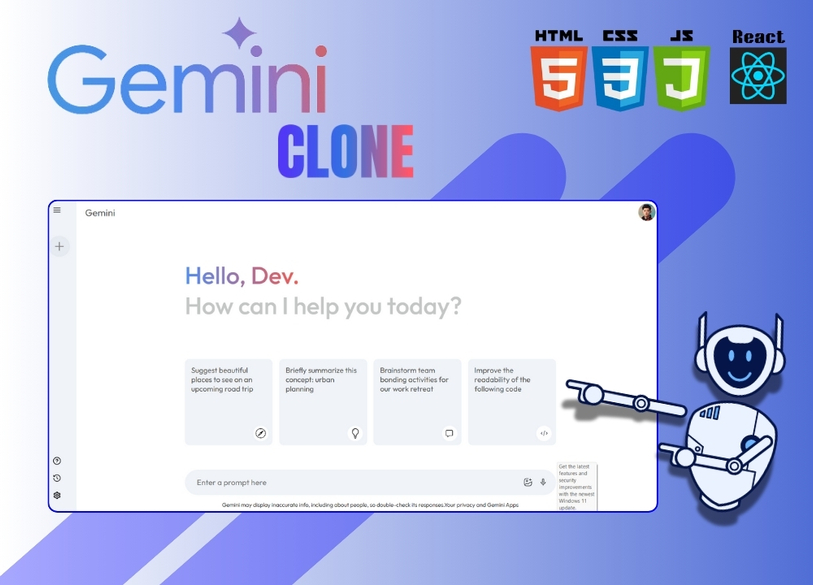 Gemini
CLONE
HTML CSS JS React
5 3 J
Gemini
Hello, Dev.
How can I help you today?
Suggest beautiful
places to see on an
upcoming road trip
Briefly summarize this
concept: urban
planning
Brainstorm team
bonding activities for
our work retreat
Improve the
readability of the
following code
</>
Enter a prompt here
Get the latest
features and
security
improvements
with the newest
Windows 11
update.
Gemini may display inaccurate info, including about people, so double-check its responses.Your privacy and Gemini Apps